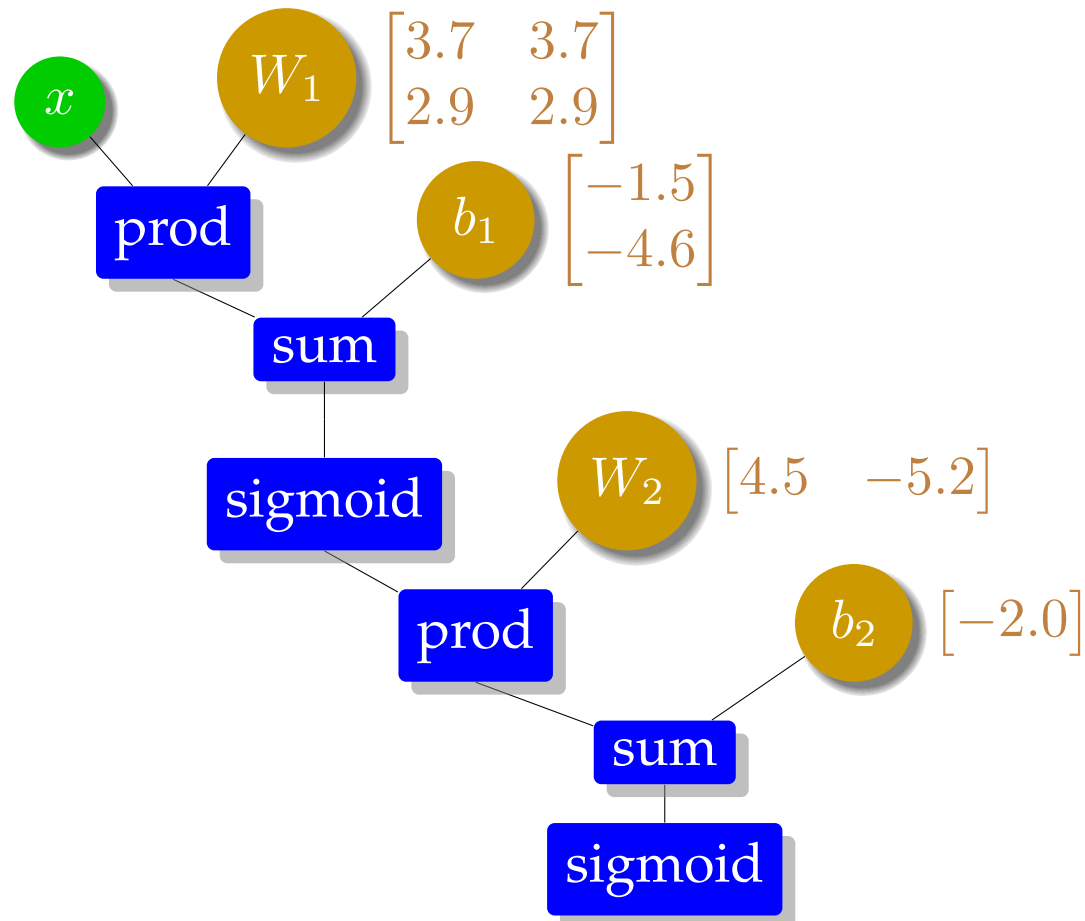 x
W₁
3.7 3.7
2.9 2.9
prod
b₁
−1.5
−4.6
sum
sigmoid
W₂
[4.5 −5.2]
prod
b₂
[−2.0]
sum
sigmoid